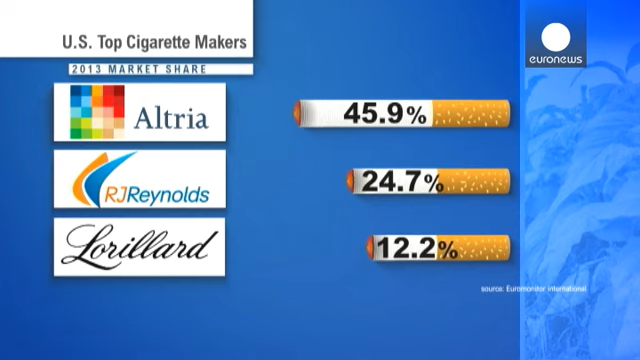 U.S. Top Cigarette Makers
2013 MARKET SHARE
euronews
Altria
45.9%
RJReynolds
24.7%
Lorillard
12.2%
source: Euromonitor international